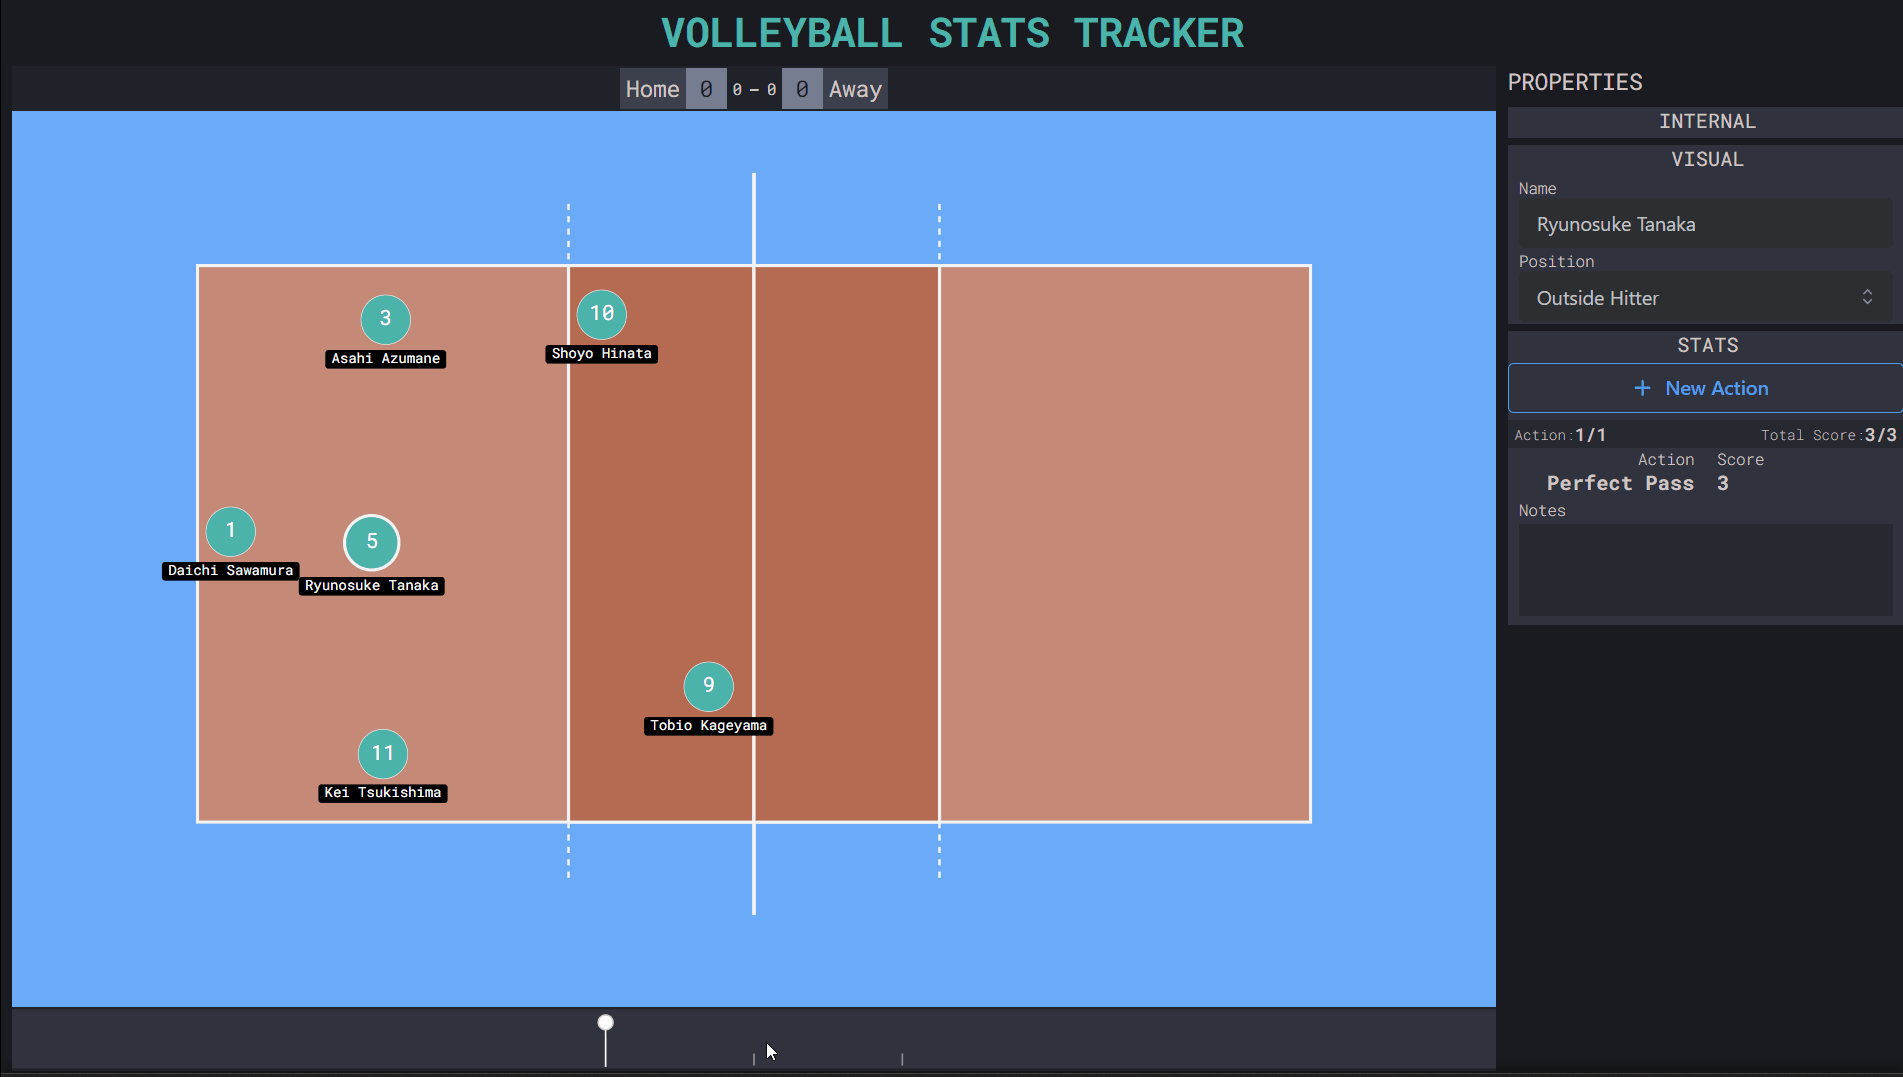 VOLLEYBALL STATS TRACKER
Home 0 0 - 0 0 Away
PROPERTIES
INTERNAL
VISUAL
Name
Ryunosuke Tanaka
Position
Outside Hitter
STATS
+ New Action
Action:1/1 Total Score:3/3
Action Score
Perfect Pass 3
Notes
3
Asahi Azumane
10
Shoyo Hinata
1
Daichi Sawamura
5
Ryunosuke Tanaka
9
Tobio Kageyama
11
Kei Tsukishima